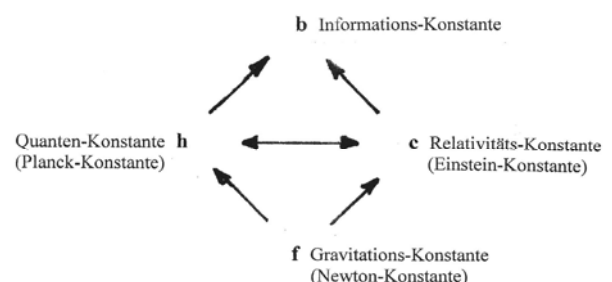 b Informations-Konstante
Quanten-Konstante h
(Planck-Konstante)
c Relativitäts-Konstante
(Einstein-Konstante)
f Gravitations-Konstante
(Newton-Konstante)